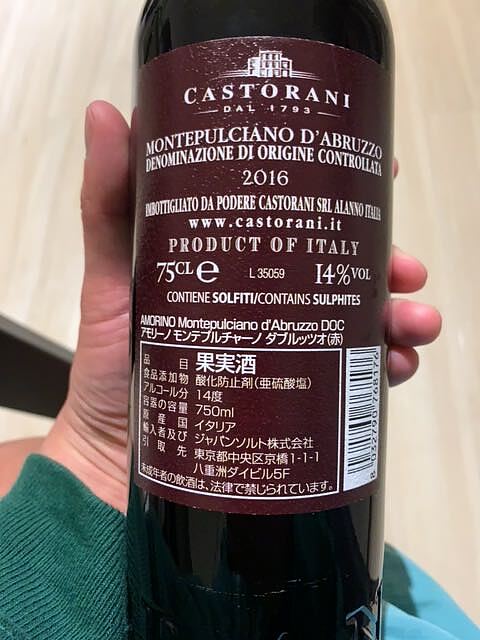 CASTORANI
DAL 1793
MONTEPULCIANO D'ABRUZZO
DENOMINAZIONE DI ORIGINE CONTROLLATA
2016
IMBOTTIGLIATO DA PODERE CASTORANI SRL ALANNO ITALIA
www.castorani.it
PRODUCT OF ITALY
75CL e L 35059 14%VOL
CONTIENE SOLFITI/CONTAINS SULPHITES
AMORINO Montepulciano d'Abruzzo DOC
アモリーノ モンテプルチャーノ ダブルッツオ(赤)
品目 果実酒
食品添加物 酸化防止剤(亜硫酸塩)
アルコール分 14度
容器の容量 750ml
原産国 イタリア
輸入者及び ジャパンソルト株式会社
引取先 東京都中央区京橋1-1-1
八重洲ダイビル5F
未成年者の飲酒は、法律で禁じられています。
8 032790 768176